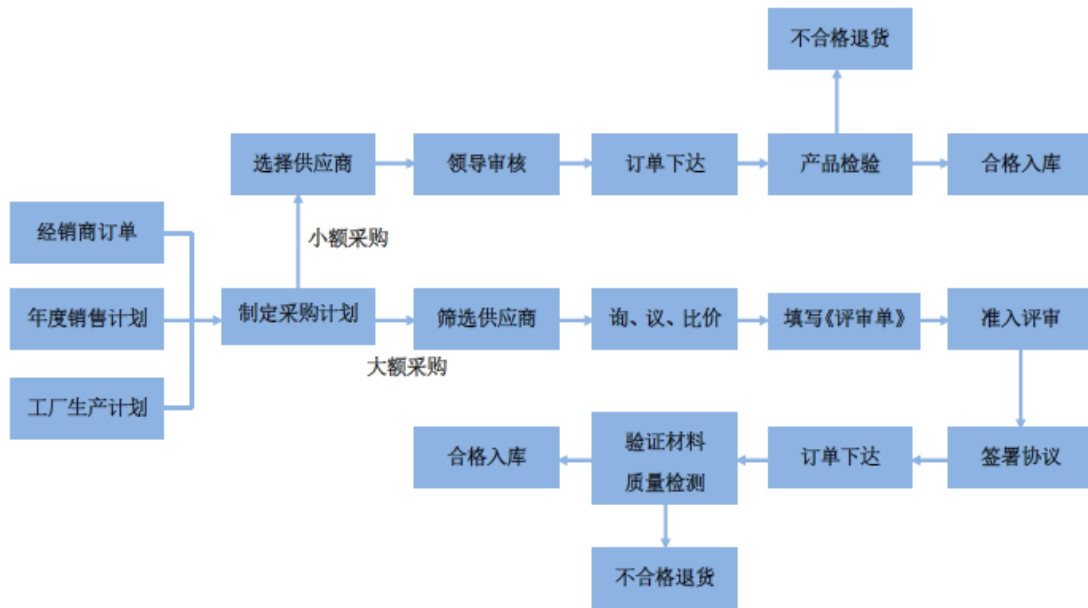 不合格退货
选择供应商
领导审核
订单下达
产品检验
合格入库
经销商订单
小额采购
年度销售计划
制定采购计划
筛选供应商
询、议、比价
填写《评审单》
准入评审
大额采购
工厂生产计划
合格入库
验证材料
质量检测
订单下达
签署协议
不合格退货